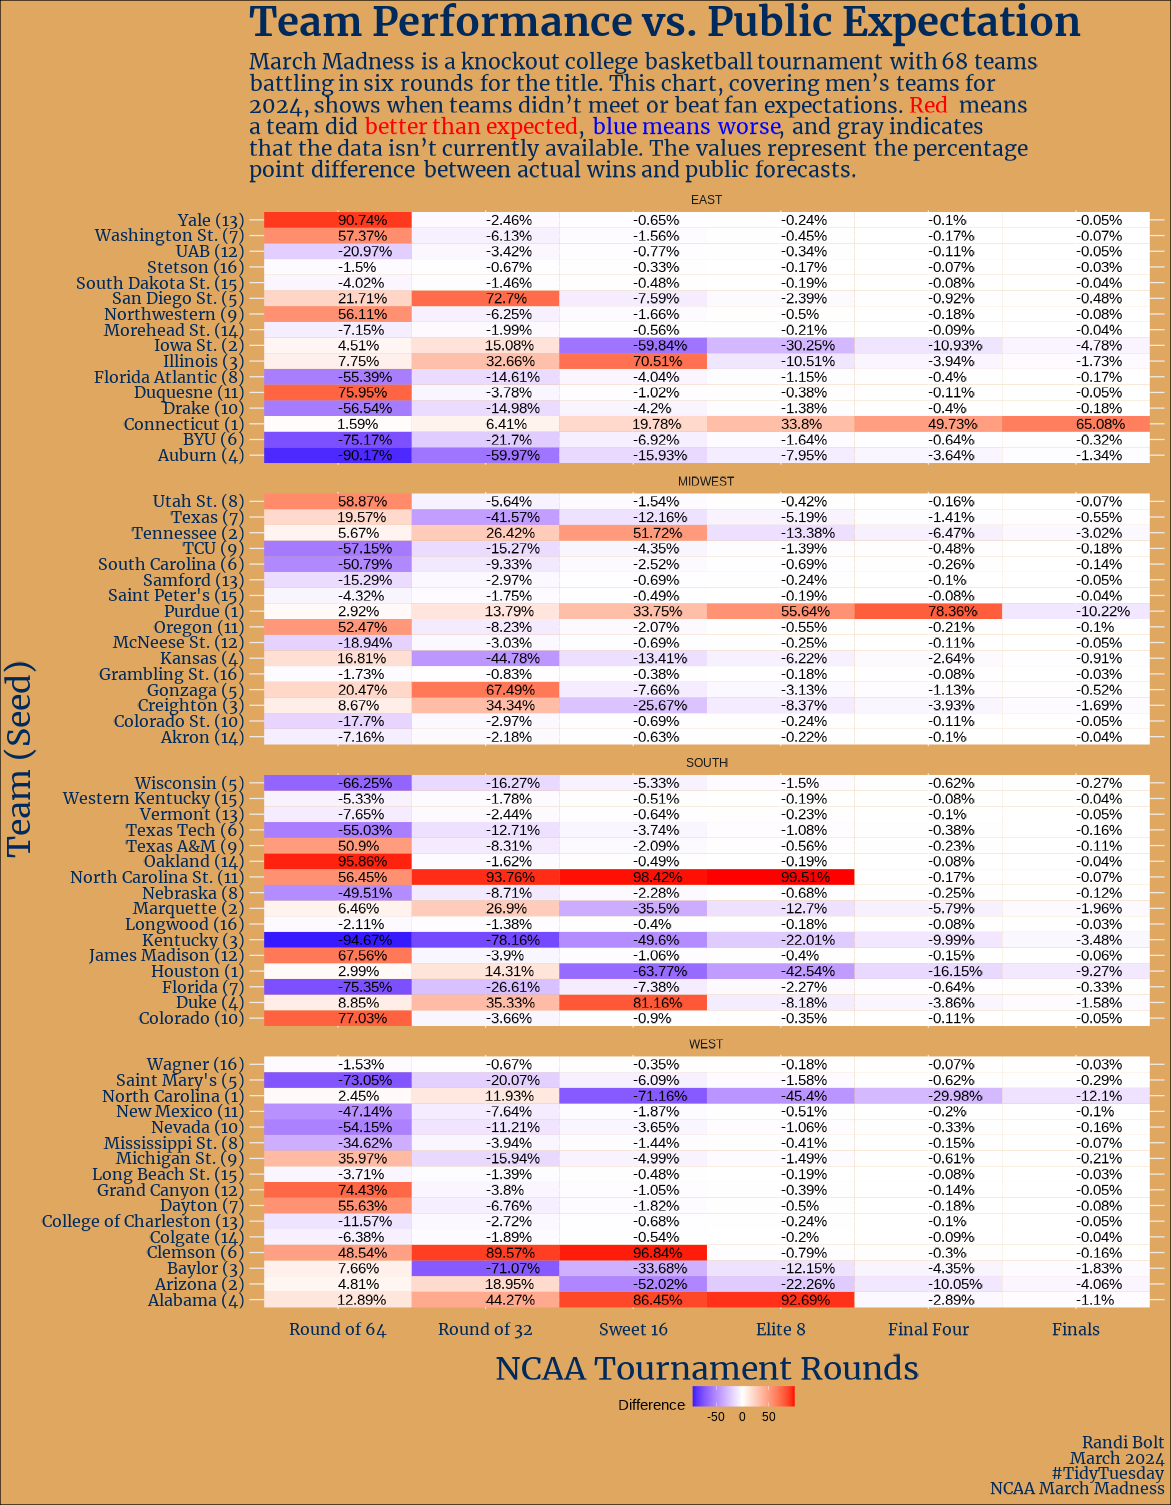 Team Performance vs. Public Expectation
March Madness is a knockout college basketball tournament with 68 teams
battling in six rounds for the title. This chart, covering men's teams for
2024, shows when teams didn't meet or beat fan expectations. Red means
a team did better than expected, blue means worse, and gray indicates
that the data isn't currently available. The values represent the percentage
point difference between actual wins and public forecasts.
EAST
Yale (13) 90.74% -2.46% -0.65% -0.24% -0.1% -0.05%
Washington St. (7) 57.37% -6.13% -1.56% -0.45% -0.17% -0.07%
UAB (12) -20.97% -3.42% -0.77% -0.34% -0.11% -0.05%
Stetson (16) -1.5% -0.67% -0.33% -0.17% -0.07% -0.03%
South Dakota St. (15) -4.02% -1.46% -0.48% -0.19% -0.08% -0.04%
San Diego St. (5) 21.71% 72.7% -7.59% -2.39% -0.92% -0.48%
Northwestern (9) 56.11% -6.25% -1.66% -0.5% -0.18% -0.08%
Morehead St. (14) -7.15% -1.99% -0.56% -0.21% -0.09% -0.04%
Iowa St. (2) 4.51% 15.08% -59.84% -30.25% -10.93% -4.78%
Illinois (3) 7.75% 32.66% 70.51% -10.51% -3.94% -1.73%
Florida Atlantic (8) -55.39% -14.61% -4.04% -1.15% -0.4% -0.17%
Duquesne (11) 75.95% -3.78% -1.02% -0.38% -0.11% -0.05%
Drake (10) -56.54% -14.98% -4.2% -1.38% -0.4% -0.18%
Connecticut (1) 1.59% 6.41% 19.78% 33.8% 49.73% 65.08%
BYU (6) -75.17% -21.7% -6.92% -1.64% -0.64% -0.32%
Auburn (4) -90.17% -59.97% -15.93% -7.95% -3.64% -1.34%
MIDWEST
Utah St. (8) 58.87% -5.64% -1.54% -0.42% -0.16% -0.07%
Texas (7) 19.57% -41.57% -12.16% -5.19% -1.41% -0.55%
Tennessee (2) 5.67% 26.42% 51.72% -13.38% -6.47% -3.02%
TCU (9) -57.15% -15.27% -4.35% -1.39% -0.48% -0.18%
South Carolina (6) -50.79% -9.33% -2.52% -0.69% -0.26% -0.14%
Samford (13) -15.29% -2.97% -0.69% -0.24% -0.1% -0.05%
Saint Peter's (15) -4.32% -1.75% -0.49% -0.19% -0.08% -0.04%
Purdue (1) 2.92% 13.79% 33.75% 55.64% 78.36% -10.22%
Oregon (11) 52.47% -8.23% -2.07% -0.55% -0.21% -0.1%
McNeese St. (12) -18.94% -3.03% -0.69% -0.25% -0.11% -0.05%
Kansas (4) 16.81% -44.78% -13.41% -6.22% -2.64% -0.91%
Grambling St. (16) -1.73% -0.83% -0.38% -0.18% -0.08% -0.03%
Gonzaga (5) 20.47% 67.49% -7.66% -3.13% -1.13% -0.52%
Creighton (3) 8.67% 34.34% -25.67% -8.37% -3.93% -1.69%
Colorado St. (10) -17.7% -2.97% -0.69% -0.24% -0.11% -0.05%
Akron (14) -7.16% -2.18% -0.63% -0.22% -0.1% -0.04%
SOUTH
Wisconsin (5) -66.25% -16.27% -5.33% -1.5% -0.62% -0.27%
Western Kentucky (15) -5.33% -1.78% -0.51% -0.19% -0.08% -0.04%
Vermont (13) -7.65% -2.44% -0.64% -0.23% -0.1% -0.05%
Texas Tech (6) -55.03% -12.71% -3.74% -1.08% -0.38% -0.16%
Texas A&M (9) 50.9% -8.31% -2.09% -0.56% -0.23% -0.11%
Oakland (14) 95.86% -1.62% -0.49% -0.19% -0.08% -0.04%
North Carolina St. (11) 56.45% 93.76% 98.42% 99.51% -0.17% -0.07%
Nebraska (8) -49.51% -8.71% -2.28% -0.68% -0.25% -0.12%
Marquette (2) 6.46% 26.9% -35.5% -12.7% -5.79% -1.96%
Longwood (16) -2.11% -1.38% -0.4% -0.18% -0.08% -0.03%
Kentucky (3) -94.67% -78.16% -49.6% -22.01% -9.99% -3.48%
James Madison (12) 67.56% -3.9% -1.06% -0.4% -0.15% -0.06%
Houston (1) 2.99% 14.31% -63.77% -42.54% -16.15% -9.27%
Florida (7) -75.35% -26.61% -7.38% -2.27% -0.64% -0.33%
Duke (4) 8.85% 35.33% 81.16% -8.18% -3.86% -1.58%
Colorado (10) 77.03% -3.66% -0.9% -0.35% -0.11% -0.05%
WEST
Wagner (16) -1.53% -0.67% -0.35% -0.18% -0.07% -0.03%
Saint Mary's (5) -73.05% -20.07% -6.09% -1.58% -0.62% -0.29%
North Carolina (1) 2.45% 11.93% -71.16% -45.4% -29.98% -12.1%
New Mexico (11) -47.14% -7.64% -1.87% -0.51% -0.2% -0.1%
Nevada (10) -54.15% -11.21% -3.65% -1.06% -0.33% -0.16%
Mississippi St. (8) -34.62% -3.94% -1.44% -0.41% -0.15% -0.07%
Michigan St. (9) 35.97% -15.94% -4.99% -1.49% -0.61% -0.21%
Long Beach St. (15) -3.71% -1.39% -0.48% -0.19% -0.08% -0.03%
Grand Canyon (12) 74.43% -3.8% -1.05% -0.39% -0.14% -0.05%
Dayton (7) 55.63% -6.76% -1.82% -0.5% -0.18% -0.08%
College of Charleston (13) -11.57% -2.72% -0.68% -0.24% -0.1% -0.05%
Colgate (14) -6.38% -1.89% -0.54% -0.2% -0.09% -0.04%
Clemson (6) 48.54% 89.57% 96.84% -0.79% -0.3% -0.16%
Baylor (3) 7.66% -71.07% -33.68% -12.15% -4.35% -1.83%
Arizona (2) 4.81% 18.95% -52.02% -22.26% -10.05% -4.06%
Alabama (4) 12.89% 44.27% 86.45% 92.69% -2.89% -1.1%
Team (Seed)
Round of 64 Round of 32 Sweet 16 Elite 8 Final Four Finals
NCAA Tournament Rounds
Difference
-50 0 50
Randi Bolt
March 2024
#TidyTuesday
NCAA March Madness